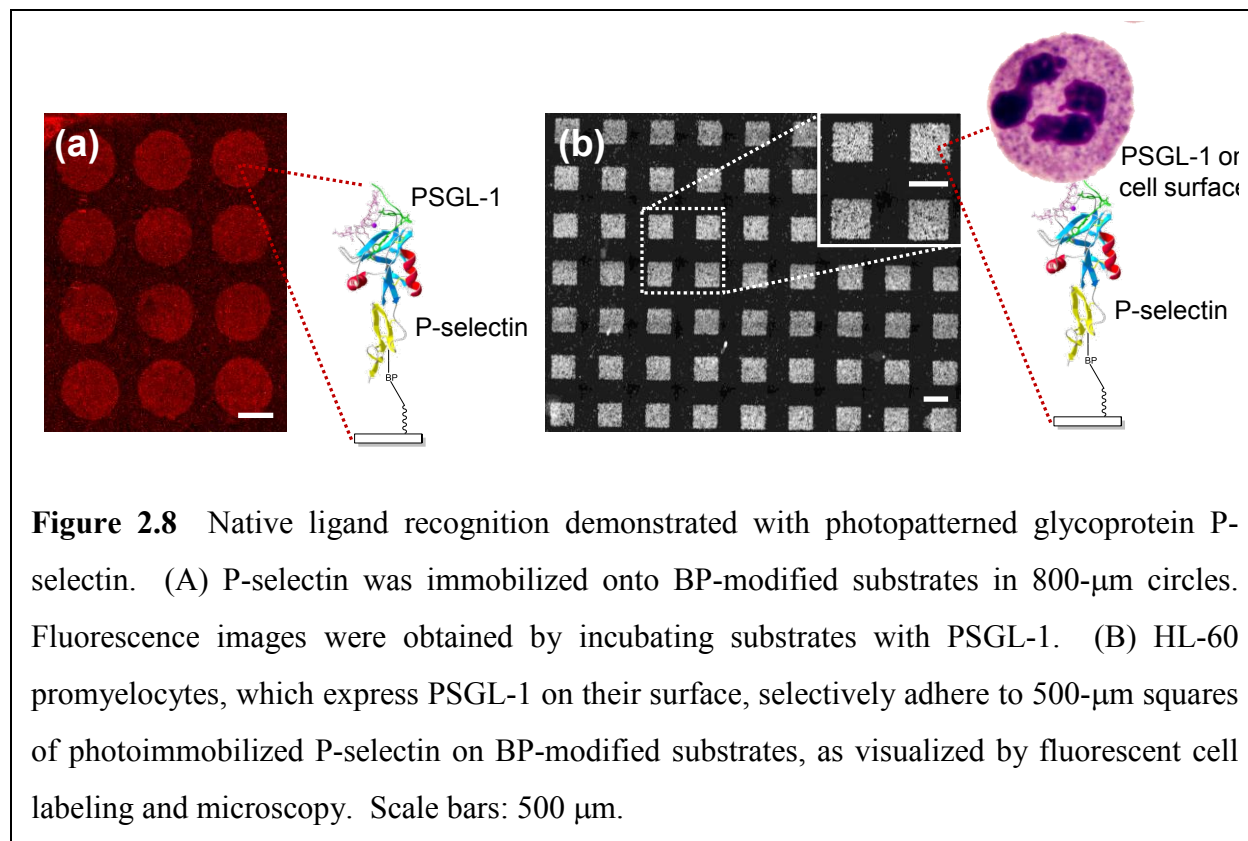 (a)
PSGL-1
P-selectin
BP
(b)
PSGL-1 on
cell surface
P-selectin
BP
Figure 2.8 Native ligand recognition demonstrated with photopatterned glycoprotein P-
selectin. (A) P-selectin was immobilized onto BP-modified substrates in 800-μm circles.
Fluorescence images were obtained by incubating substrates with PSGL-1. (B) HL-60
promyelocytes, which express PSGL-1 on their surface, selectively adhere to 500-μm squares
of photoimmobilized P-selectin on BP-modified substrates, as visualized by fluorescent cell
labeling and microscopy. Scale bars: 500 μm.